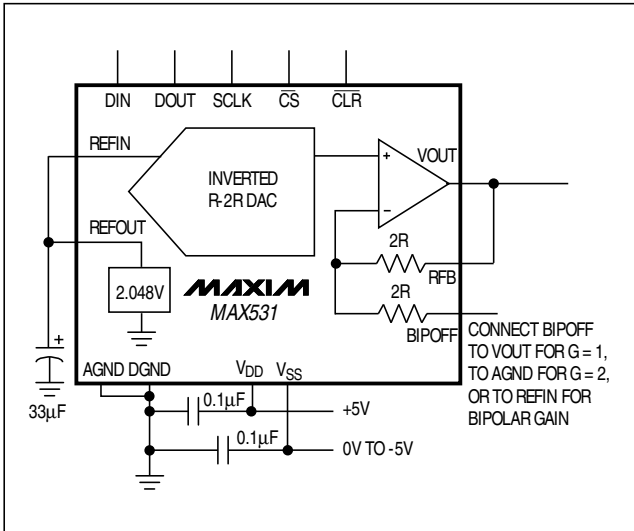 DIN DOUT SCLK C̅S̅ C̅L̅R̅
REFIN
VOUT
+
INVERTED
R-2R DAC
−
REFOUT
2R
RFB
2.048V
MAXIM
MAX531
2R
BIPOFF
CONNECT BIPOFF
TO VOUT FOR G = 1,
TO AGND FOR G = 2,
OR TO REFIN FOR
BIPOLAR GAIN
+
33µF
AGND DGND VDD VSS
0.1µF
+5V
0.1µF
0V TO -5V